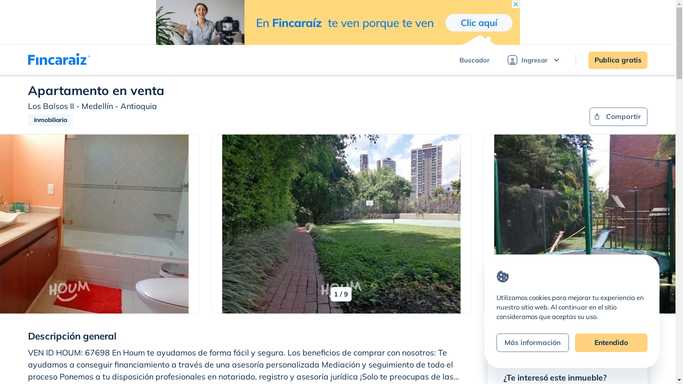 En Fincaraíz te ven porque te ven
Clic aquí
Fincaraíz
Buscador
Ingresar
Publica gratis
Apartamento en venta
Los Balsos II - Medellín - Antioquia
Inmobiliaria
Compartir
HOUM
HOUM
1 / 9
Utilizamos cookies para mejorar tu experiencia en
nuestro sitio web. Al continuar en el sitio
consideramos que aceptas su uso.
Más información
Entendido
Descripción general
VEN ID HOUM: 67698 En Houm te ayudamos de forma fácil y segura. Los beneficios de comprar con nosotros: Te
ayudamos a conseguir financiamiento a través de una asesoría personalizada Mediación y seguimiento de todo el
proceso Ponemos a tu disposición profesionales en notariado, registro y asesoría jurídica ¡Solo te preocupas de las...
¿Te interesó este inmueble?